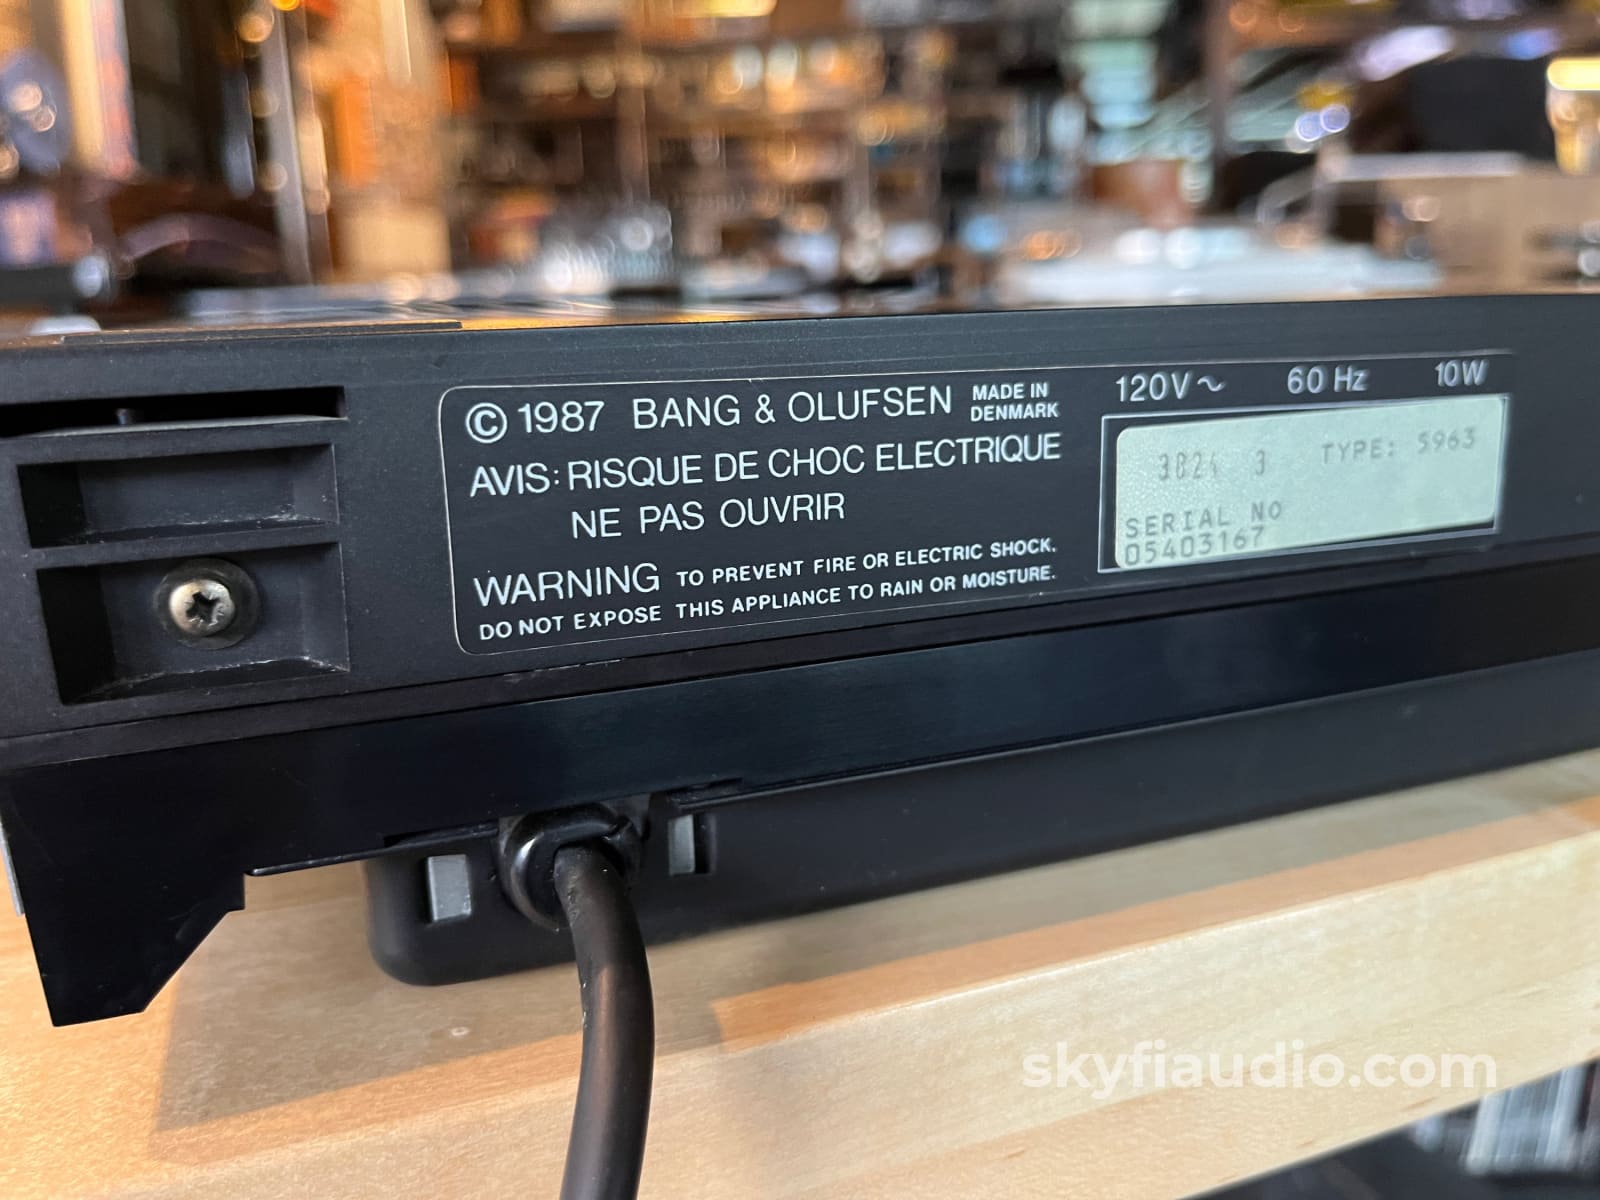 © 1987 BANG & OLUFSEN MADE IN
DENMARK
AVIS: RISQUE DE CHOC ELECTRIQUE
NE PAS OUVRIR
WARNING TO PREVENT FIRE OR ELECTRIC SHOCK.
DO NOT EXPOSE THIS APPLIANCE TO RAIN OR MOISTURE.
120V~ 60 Hz 10W
3 TYPE: 5963
SERIAL NO
05403167
skyfiaudio.com